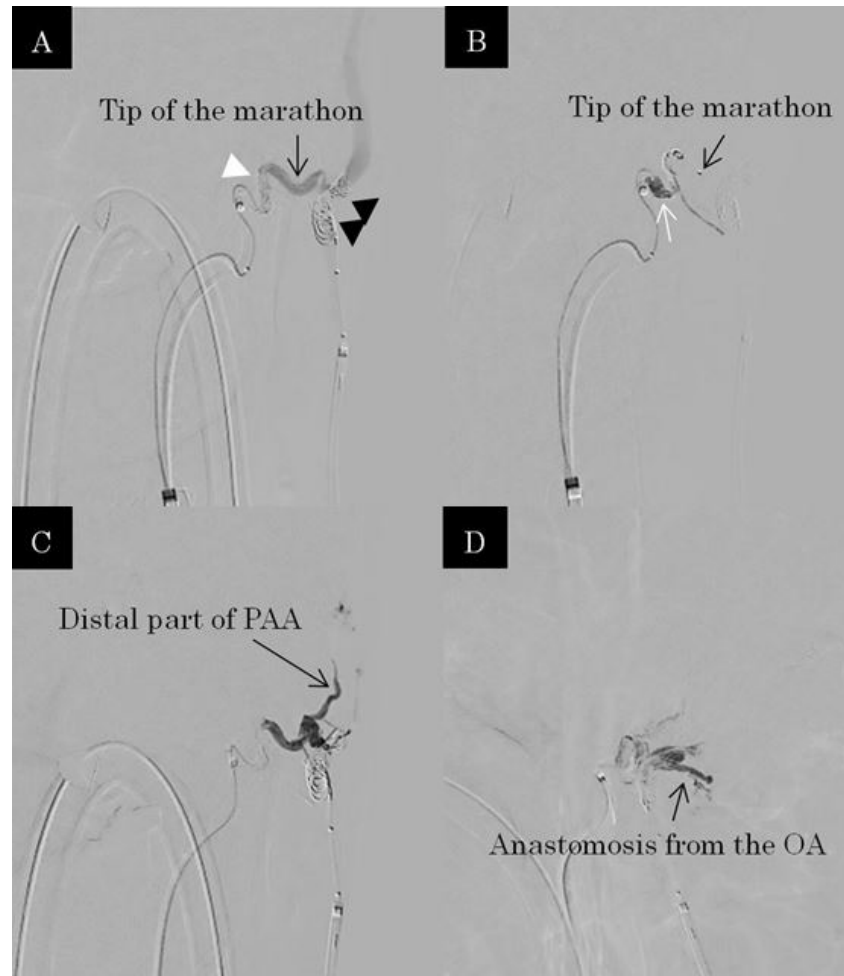 A
Tip of the marathon
B
Tip of the marathon
C
Distal part of PAA
D
Anastomosis from the OA